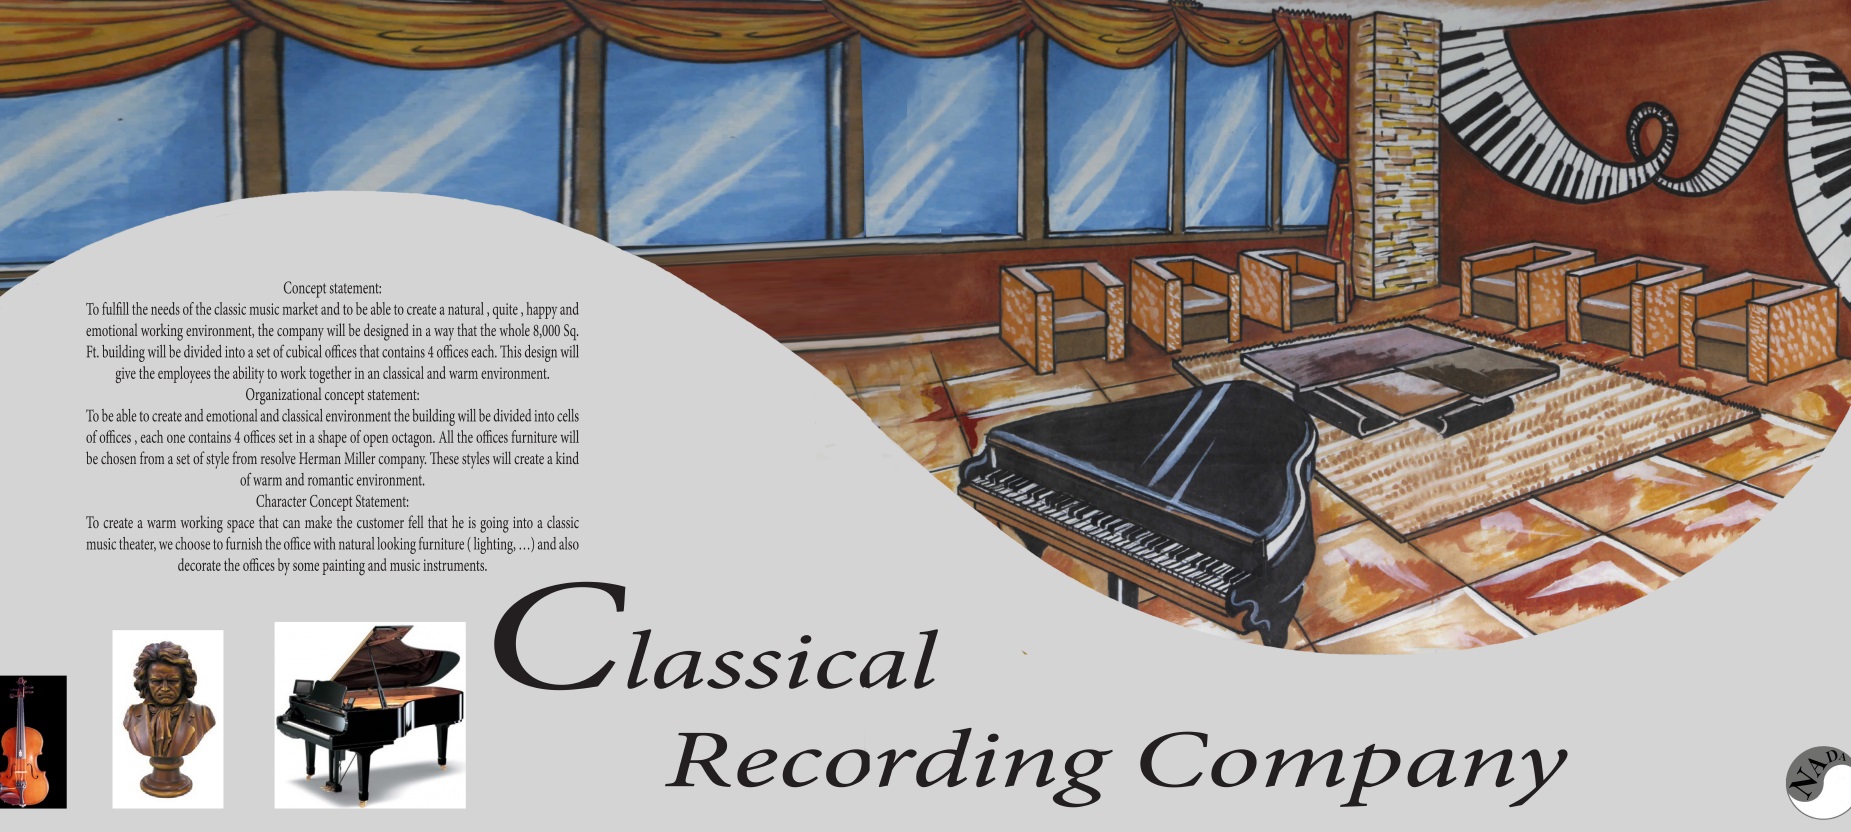 Concept statement:
To fulfill the needs of the classic music market and to be able to create a natural , quite , happy and
emotional working environment, the company will be designed in a way that the whole 8,000 Sq.
Ft. building will be divided into a set of cubical offices that contains 4 offices each. This design will
give the employees the ability to work together in an classical and warm environment.
Organizational concept statement:
To be able to create and emotional and classical environment the building will be divided into cells
of offices , each one contains 4 offices set in a shape of open octagon. All the offices furniture will
be chosen from a set of style from resolve Herman Miller company. These styles will create a kind
of warm and romantic environment.
Character Concept Statement:
To create a warm working space that can make the customer fell that he is going into a classic
music theater, we choose to furnish the office with natural looking furniture ( lighting, …) and also
decorate the offices by some painting and music instruments.
Classical
Recording Company
NADA